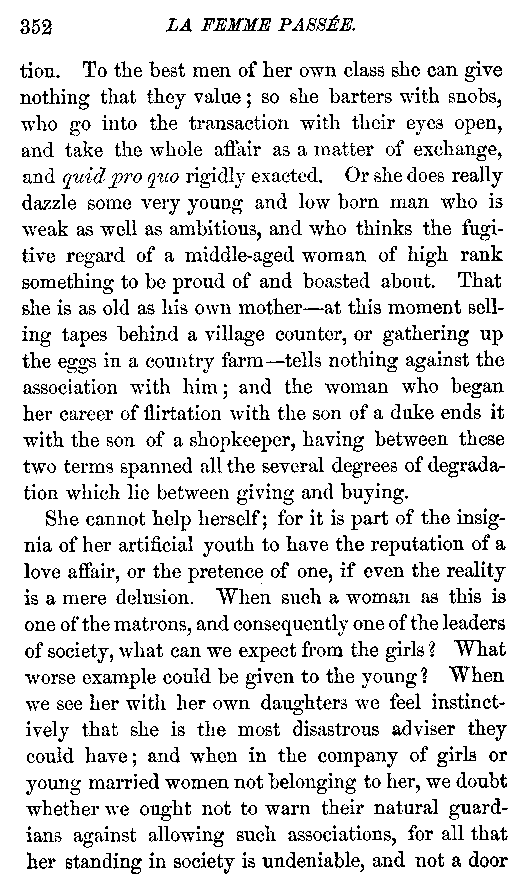 352 LA FEMME PASSÉE.
tion. To the best men of her own class she can give
nothing that they value; so she barters with snobs,
who go into the transaction with their eyes open,
and take the whole affair as a matter of exchange,
and quid pro quo rigidly exacted. Or she does really
dazzle some very young and low born man who is
weak as well as ambitious, and who thinks the fugi-
tive regard of a middle-aged woman of high rank
something to be proud of and boasted about. That
she is as old as his own mother—at this moment sell-
ing tapes behind a village counter, or gathering up
the eggs in a country farm—tells nothing against the
association with him; and the woman who began
her career of flirtation with the son of a duke ends it
with the son of a shopkeeper, having between these
two terms spanned all the several degrees of degrada-
tion which lie between giving and buying.
She cannot help herself; for it is part of the insig-
nia of her artificial youth to have the reputation of a
love affair, or the pretence of one, if even the reality
is a mere delusion. When such a woman as this is
one of the matrons, and consequently one of the leaders
of society, what can we expect from the girls? What
worse example could be given to the young? When
we see her with her own daughters we feel instinct-
ively that she is the most disastrous adviser they
could have; and when in the company of girls or
young married women not belonging to her, we doubt
whether we ought not to warn their natural guard-
ians against allowing such associations, for all that
her standing in society is undeniable, and not a door